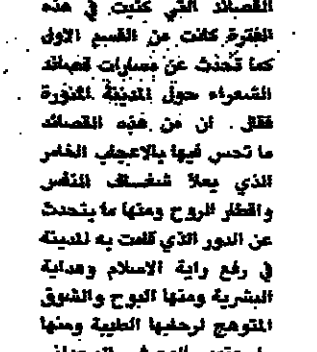 القصائد التي كتبت في هذه
الفترة كانت من القسم الاول
كما تحدث عن مسارات قصائد
الشعراء حول المدينة المنورة
فقال . ان من هذه القصائد
ما تحس فيها بالاعجاب الغامر
الذي يملأ شغاف النفس
واقطار الروح ومنها ما يتحدث
عن الدور الذي قامت به المدينة
في رفع راية الاسلام وهداية
البشرية ومنها البوح والشوق
المتوهج لرحابها الطيبة ومنها